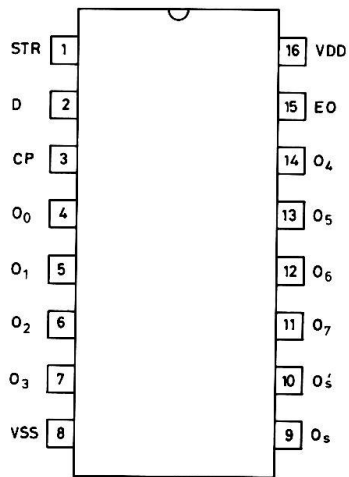 STR 1 16 VDD
D 2 15 EO
CP 3 14 O₄
O₀ 4 13 O₅
O₁ 5 12 O₆
O₂ 6 11 O₇
O₃ 7 10 O′ₛ
VSS 8 9 Oₛ